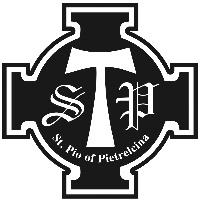 S P
St. Pio of Pietrelcina